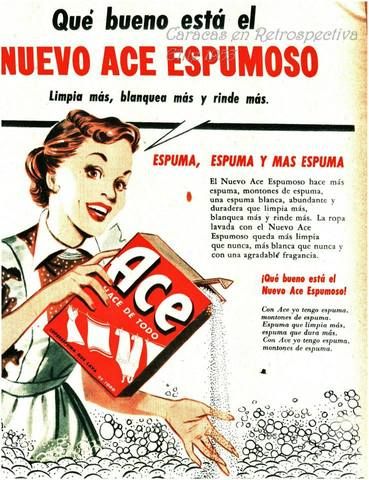 Qué bueno está el
Caracas en Retrospectiva
NUEVO ACE ESPUMOSO
Limpia más, blanquea más y rinde más.
ESPUMA, ESPUMA Y MAS ESPUMA
El Nuevo Ace Espumoso hace más
espuma, montones de espuma,
una espuma blanca, abundante y
duradera que limpia más,
blanquea más y rinde más. La ropa
lavada con el Nuevo Ace
Espumoso queda más limpia
que nunca, más blanca que nunca y
con una agradable fragancia.
¡Qué bueno está el
Nuevo Ace Espumoso!
Con Ace yo tengo espuma,
montones de espuma.
Espuma que limpia más,
espuma que dura más.
Con Ace yo tengo espuma,
montones de espuma.
Ace
HACE DE TODO